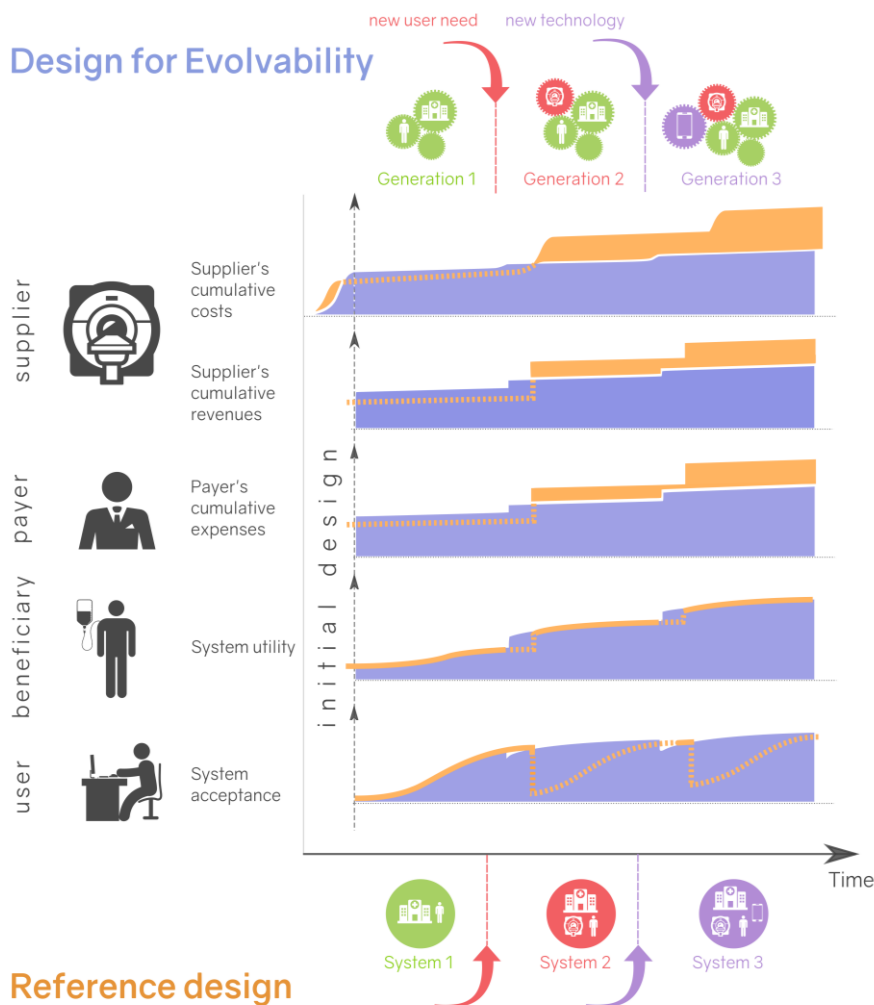 new user need
new technology
Design for Evolvability
Generation 1
Generation 2
Generation 3
supplier
Supplier's
cumulative
costs
Supplier's
cumulative
revenues
payer
Payer's
cumulative
expenses
beneficiary
System utility
user
System
acceptance
initial design
Time
System 1
System 2
System 3
Reference design